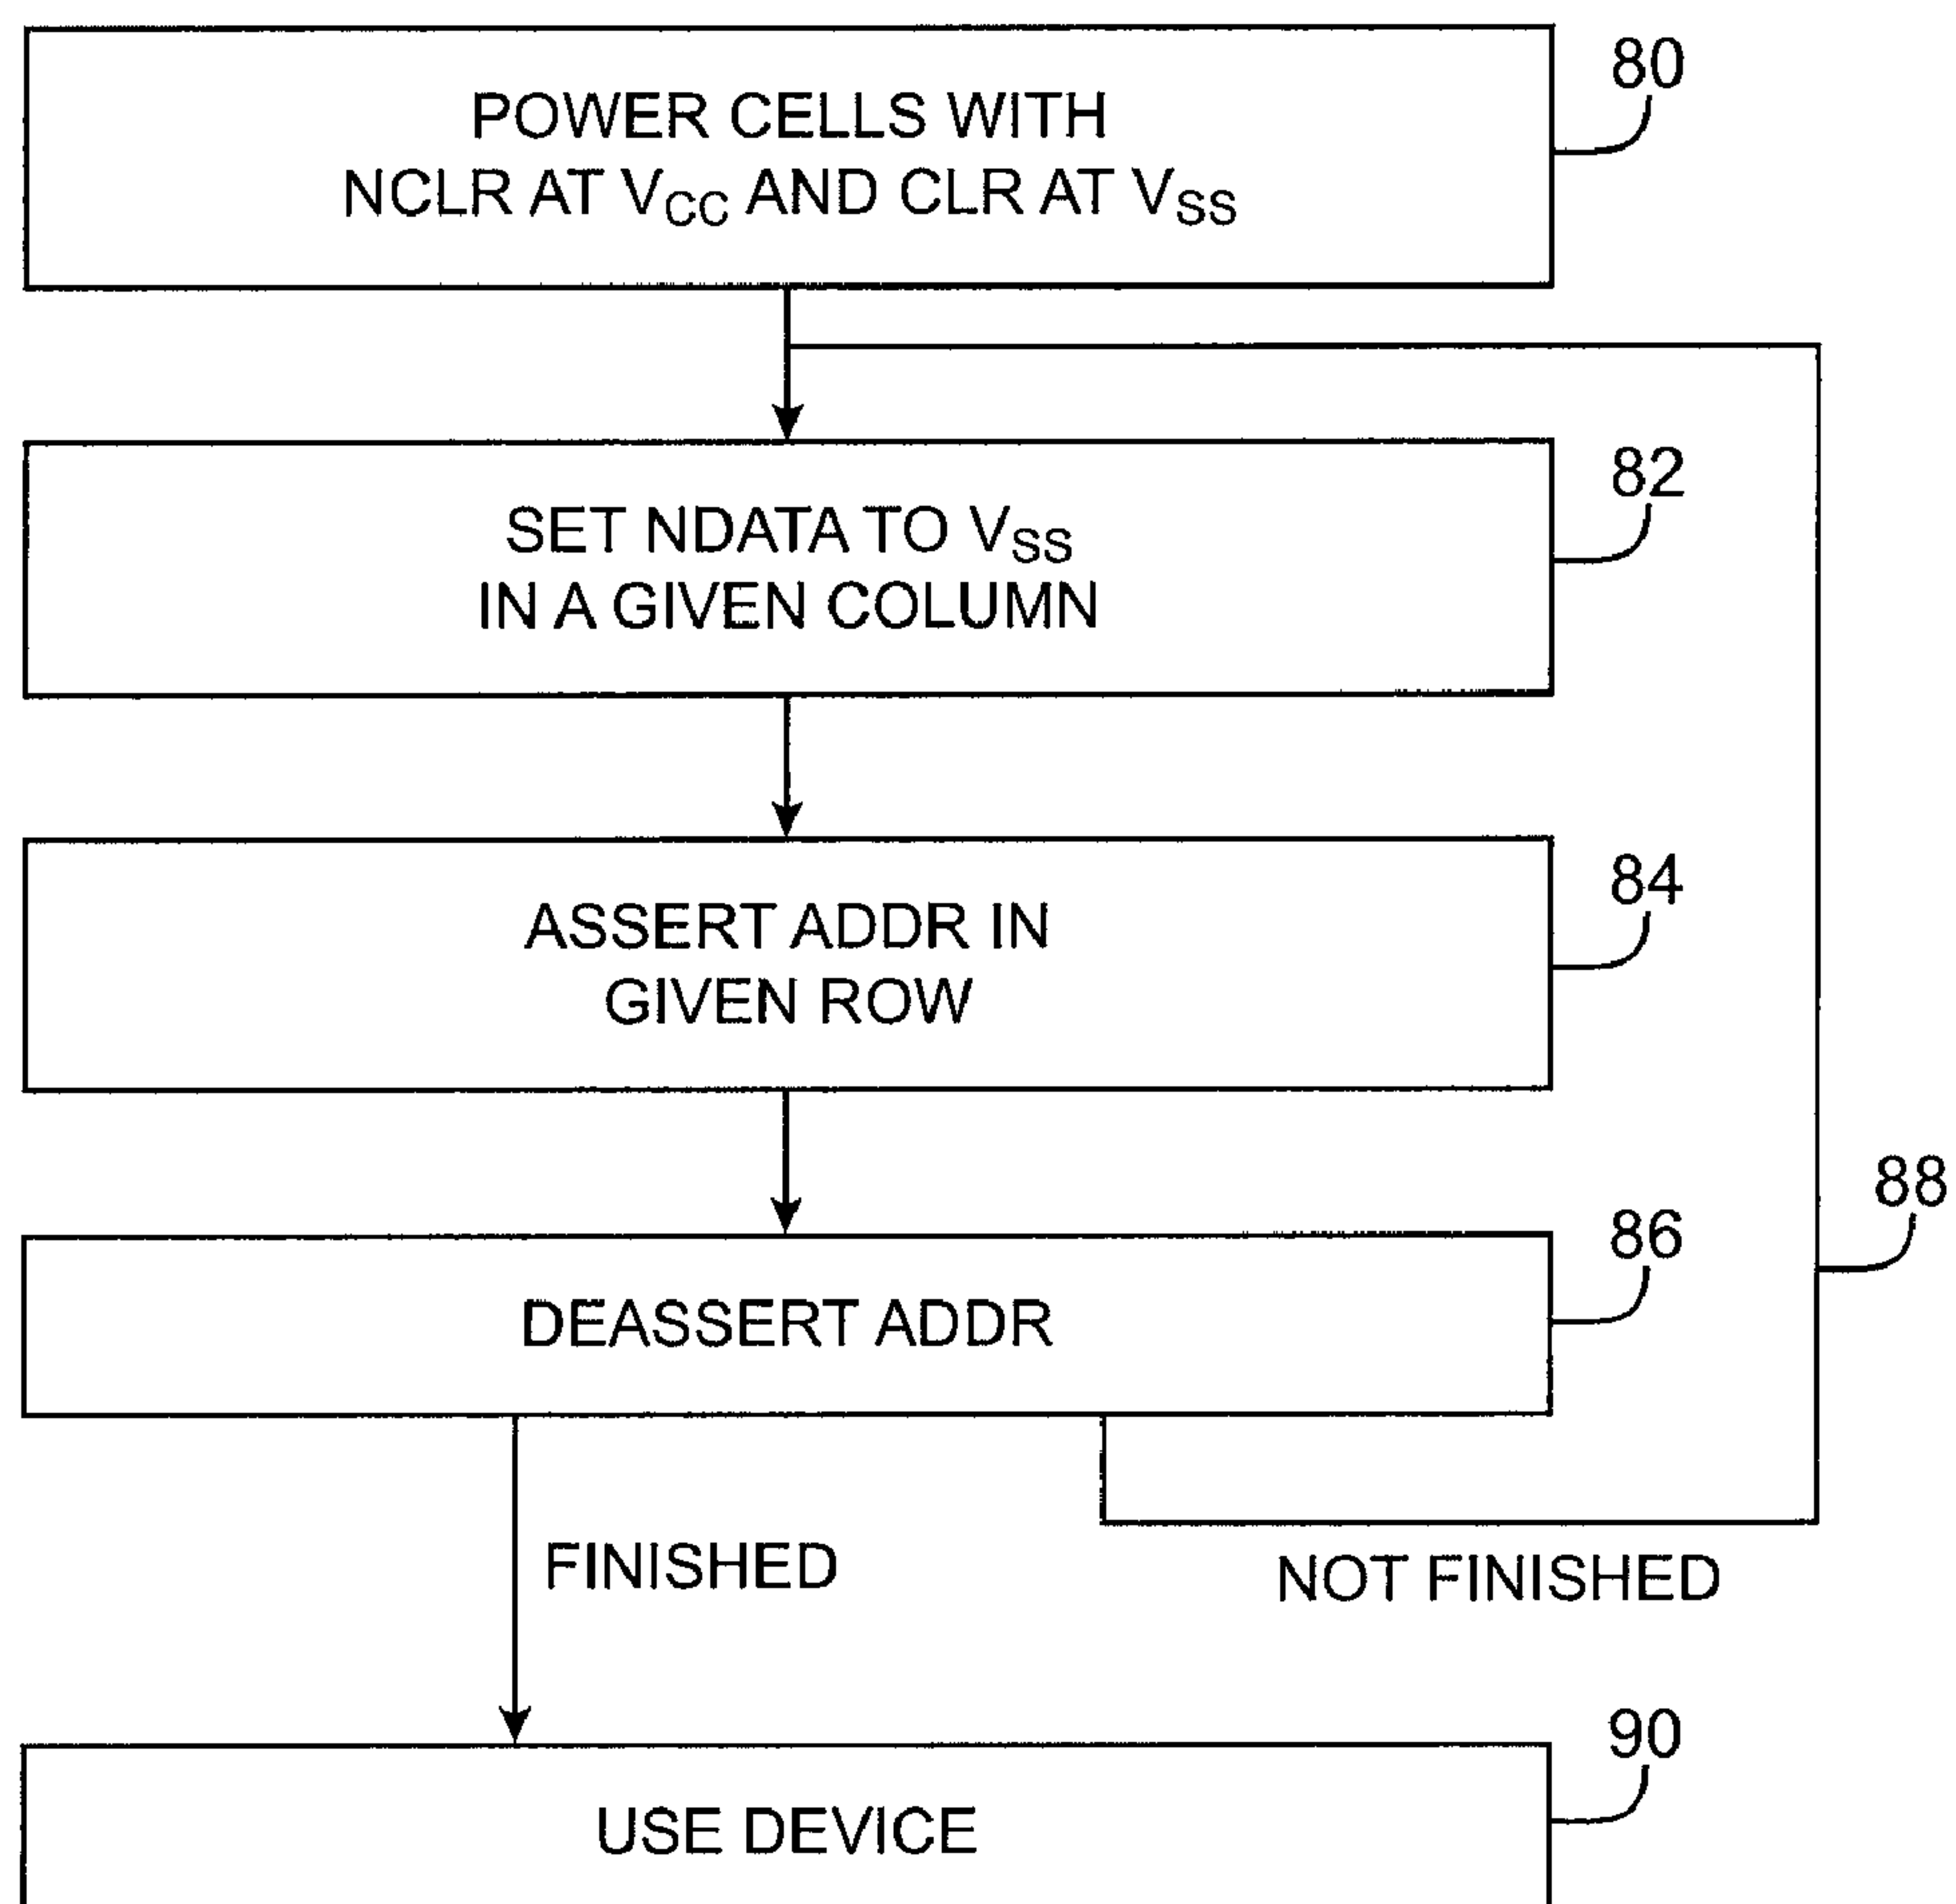 80
POWER CELLS WITH
NCLR AT VCC AND CLR AT VSS
82
SET NDATA TO VSS
IN A GIVEN COLUMN
84
ASSERT ADDR IN
GIVEN ROW
88
86
DEASSERT ADDR
FINISHED
NOT FINISHED
90
USE DEVICE